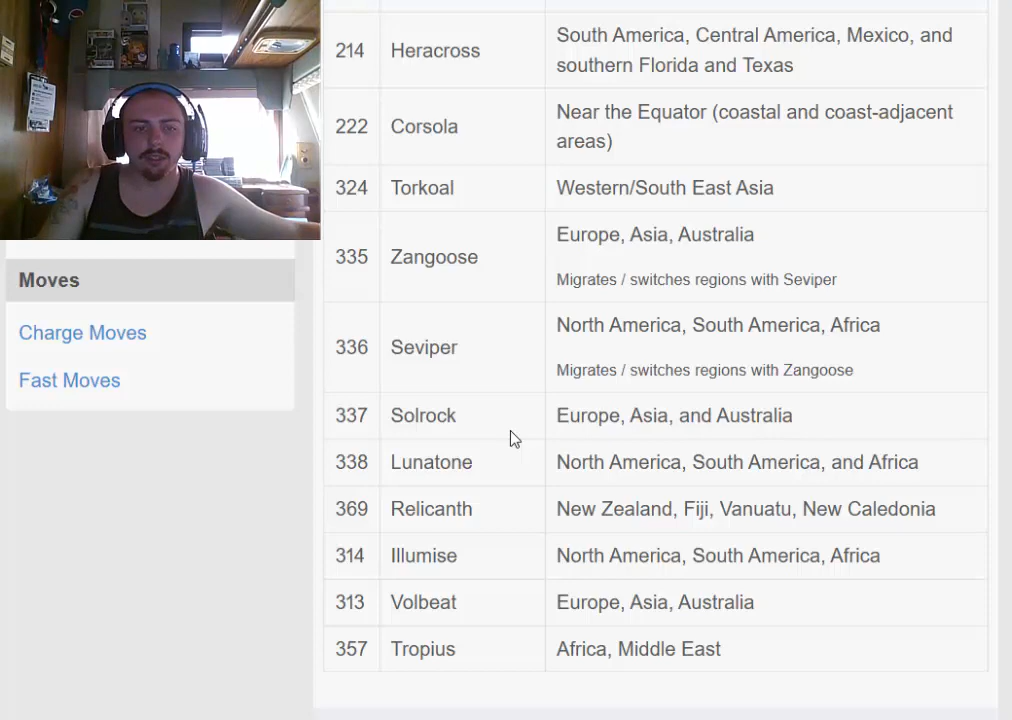 214 Heracross South America, Central America, Mexico, and
southern Florida and Texas
222 Corsola Near the Equator (coastal and coast-adjacent
areas)
324 Torkoal Western/South East Asia
335 Zangoose Europe, Asia, Australia
Migrates / switches regions with Seviper
336 Seviper North America, South America, Africa
Migrates / switches regions with Zangoose
337 Solrock Europe, Asia, and Australia
338 Lunatone North America, South America, and Africa
369 Relicanth New Zealand, Fiji, Vanuatu, New Caledonia
314 Illumise North America, South America, Africa
313 Volbeat Europe, Asia, Australia
357 Tropius Africa, Middle East
Moves
Charge Moves
Fast Moves